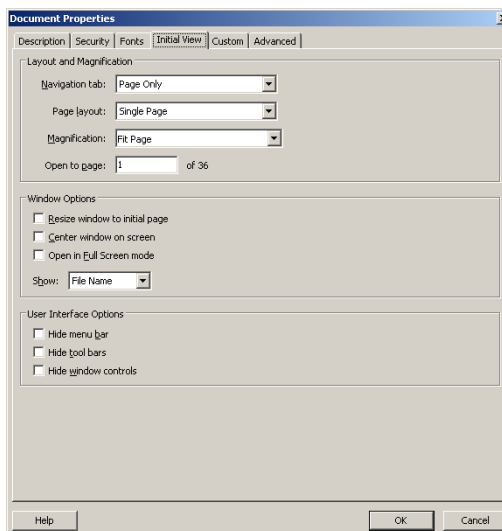 Document Properties
Description Security Fonts Initial View Custom Advanced
Layout and Magnification
Navigation tab: Page Only
Page layout: Single Page
Magnification: Fit Page
Open to page: 1 of 36
Window Options
Resize window to initial page
Center window on screen
Open in Full Screen mode
Show: File Name
User Interface Options
Hide menu bar
Hide tool bars
Hide window controls
Help OK Cancel